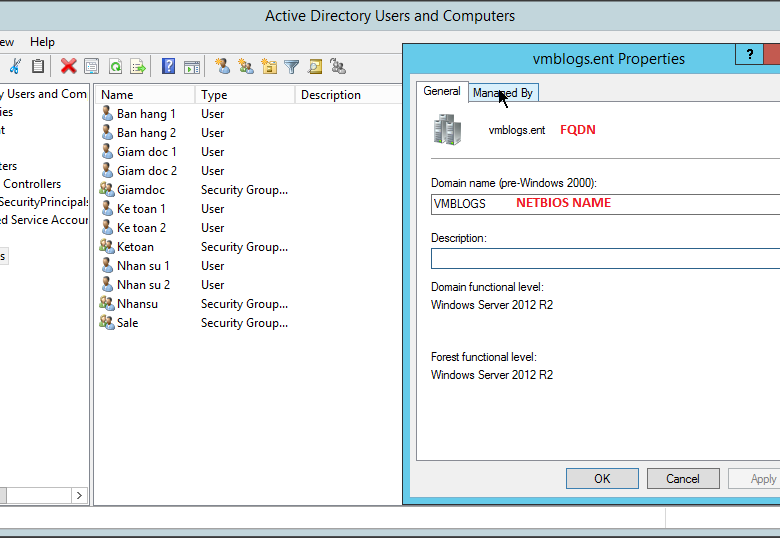 Active Directory Users and Computers
ew Help
y Users and Com
ies
t
ters
Controllers
SecurityPrincipals
ed Service Accour
s
Name Type Description
Ban hang 1 User
Ban hang 2 User
Giam doc 1 User
Giam doc 2 User
Giamdoc Security Group...
Ke toan 1 User
Ke toan 2 User
Ketoan Security Group...
Nhan su 1 User
Nhan su 2 User
Nhansu Security Group...
Sale Security Group...
vmblogs.ent Properties ?
General Managed By
vmblogs.ent FQDN
Domain name (pre-Windows 2000):
VMBLOGS NETBIOS NAME
Description:
Domain functional level:
Windows Server 2012 R2
Forest functional level:
Windows Server 2012 R2
OK Cancel Apply